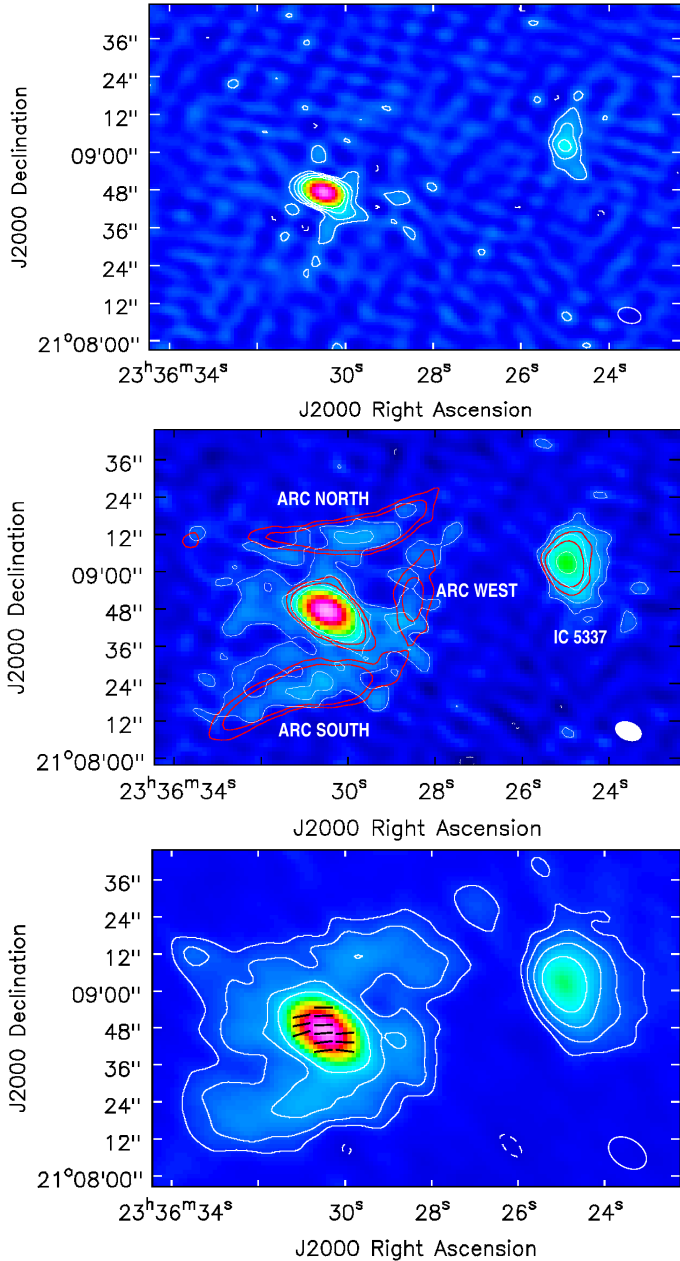 J2000 Declination
36"
24"
12"
09'00"
48"
36"
24"
12"
21°08'00"
23ʰ36ᵐ34ˢ 30ˢ 28ˢ 26ˢ 24ˢ
J2000 Right Ascension
J2000 Declination
36"
24"
12"
09'00"
48"
36"
24"
12"
21°08'00"
ARC NORTH
ARC WEST
IC 5337
ARC SOUTH
23ʰ36ᵐ34ˢ 30ˢ 28ˢ 26ˢ 24ˢ
J2000 Right Ascension
J2000 Declination
36"
24"
12"
09'00"
48"
36"
24"
12"
21°08'00"
23ʰ36ᵐ34ˢ 30ˢ 28ˢ 26ˢ 24ˢ
J2000 Right Ascension